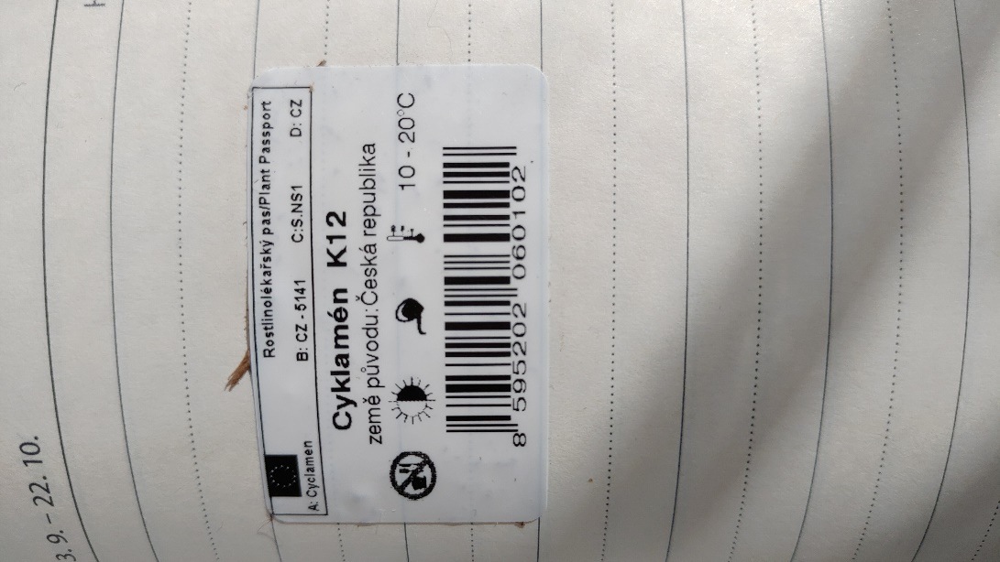 Rostlinolékařský pas/Plant Passport
B: CZ - 5141 C:S.NS1 D: CZ
A: Cyclamen
Cyklamén K12
země původu: Česká republika
10 - 20°C
8 595202 060102
3. 9. – 22. 10.